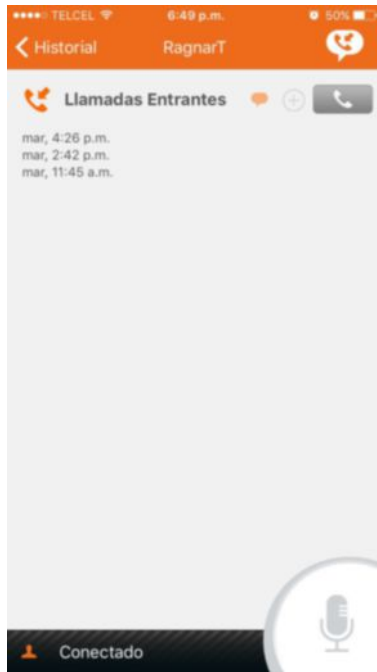 TELCEL 6:49 p.m. 50%
Historial RagnarT
Llamadas Entrantes
mar, 4:26 p.m.
mar, 2:42 p.m.
mar, 11:45 a.m.
Conectado